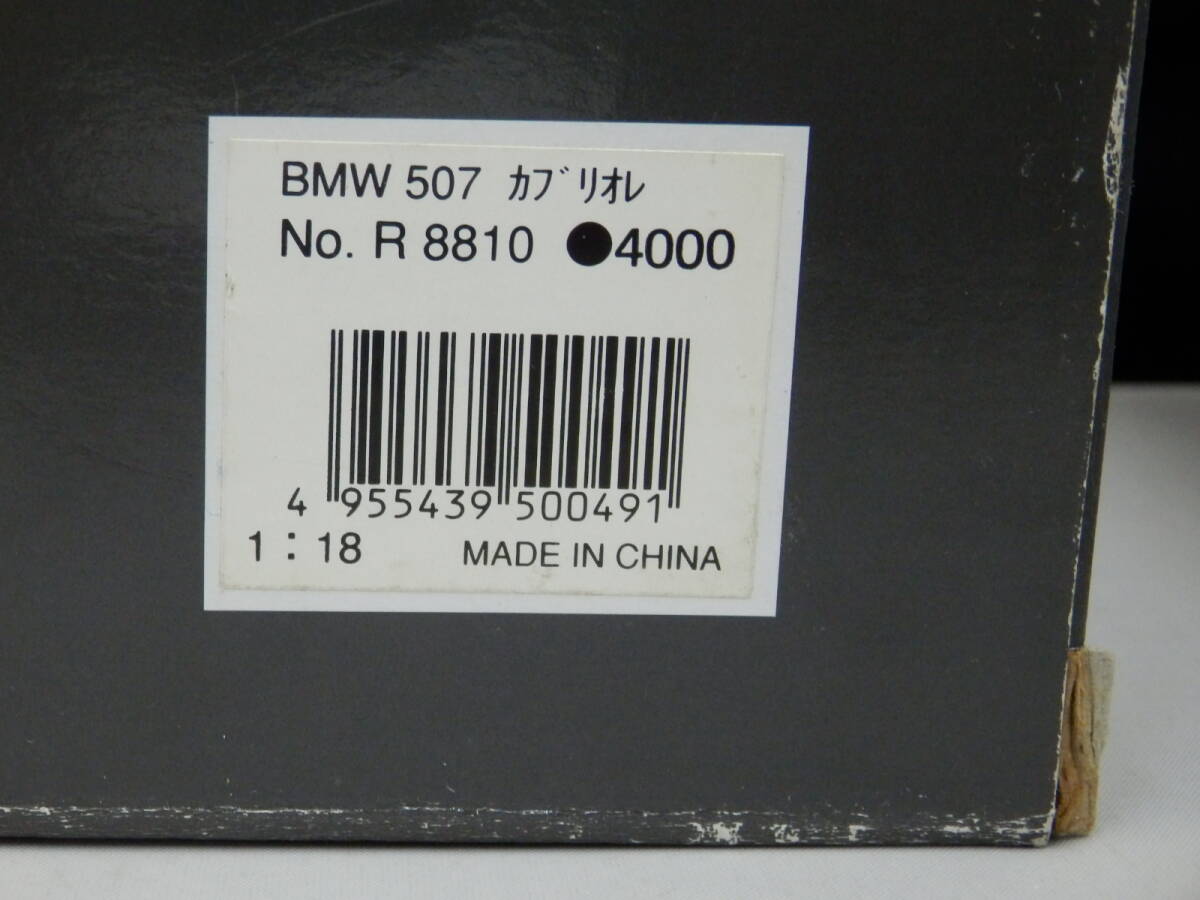 BMW 507 ｶﾌﾞﾘｵﾚ
No. R 8810 ●4000
4 955439 500491
1 : 18 MADE IN CHINA